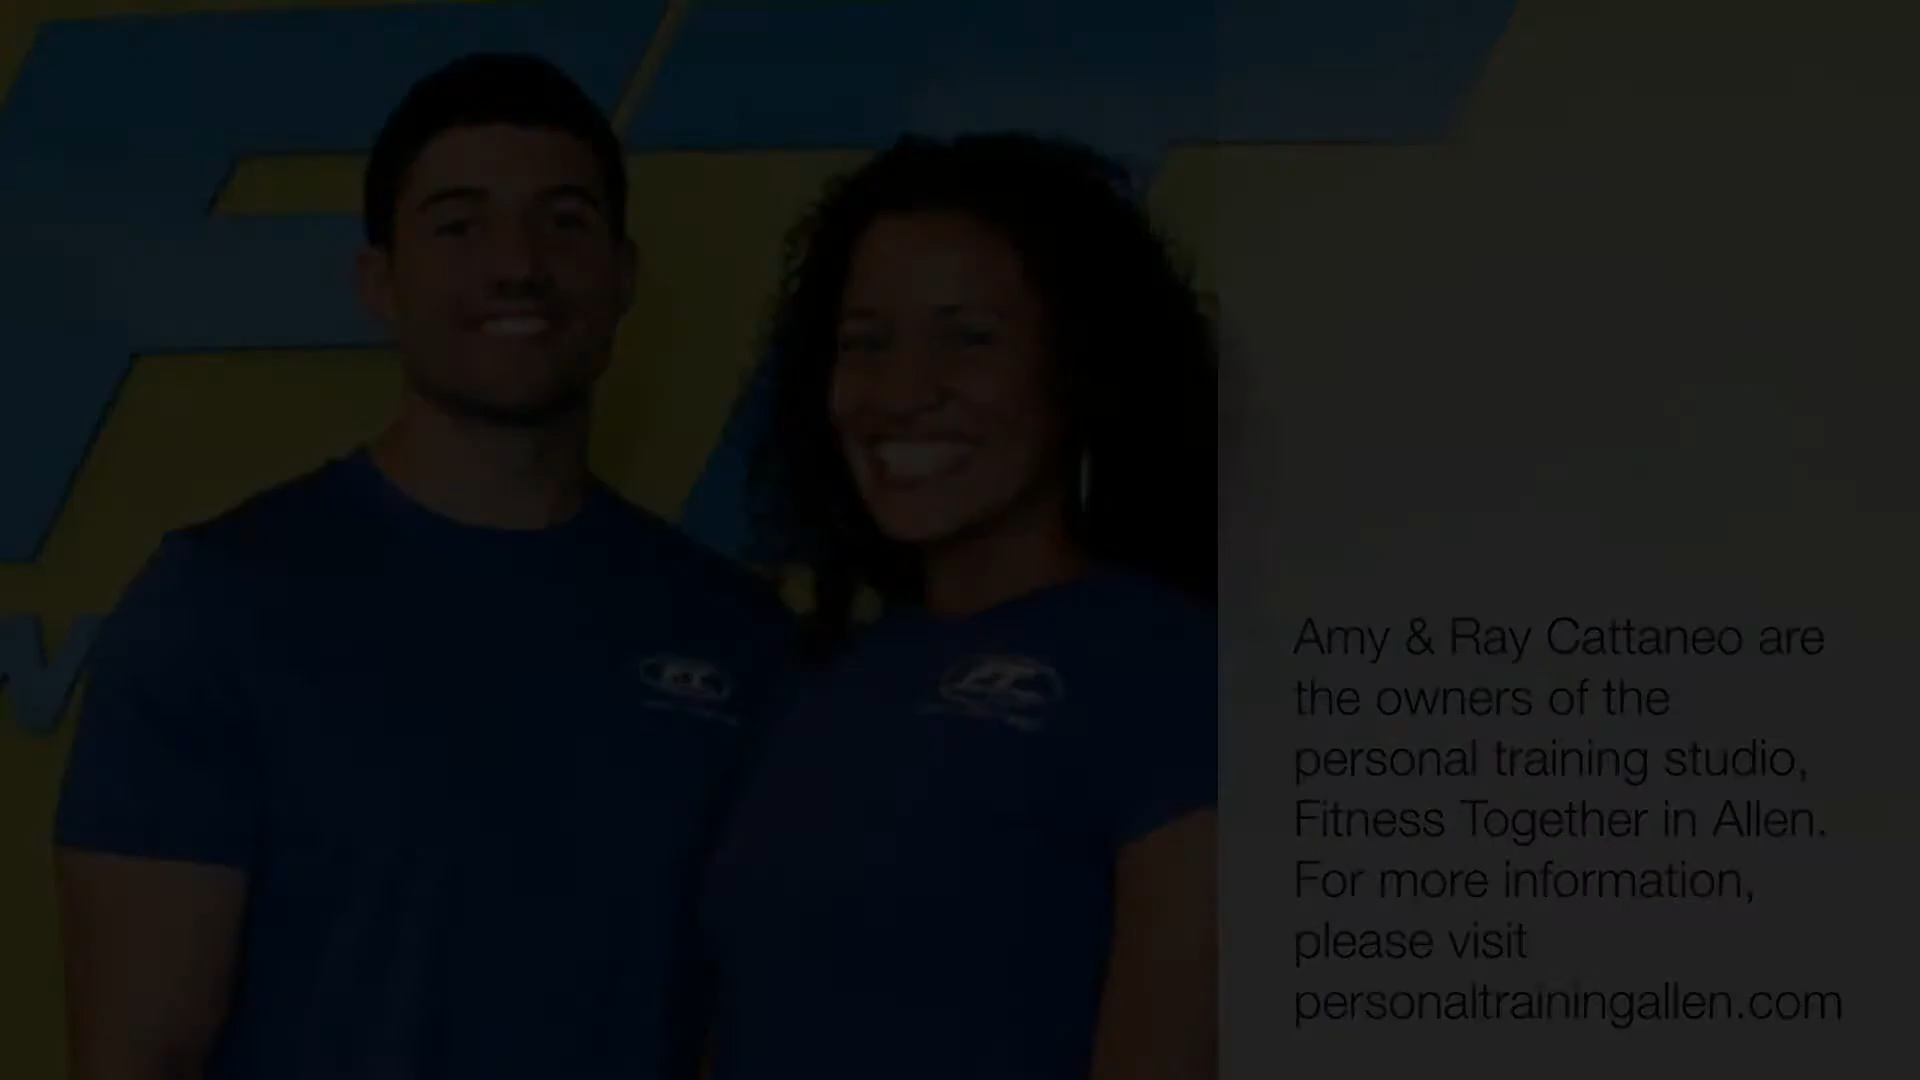 Amy & Ray Cattaneo are
the owners of the
personal training studio,
Fitness Together in Allen.
For more information,
please visit
personaltrainingallen.com